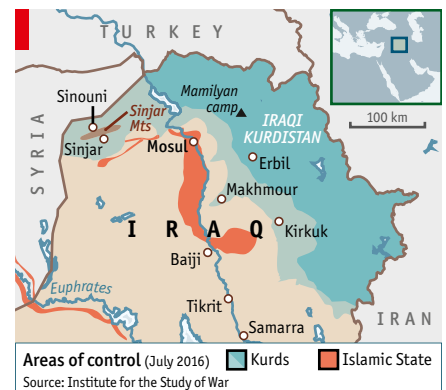 TURKEY
Sinouni
Sinjar
Mts
Sinjar
SYRIA
Mamilyan
camp
IRAQI
KURDISTAN
100 km
Mosul
Erbil
Makhmour
IRAQ
Kirkuk
Baiji
Euphrates
Tikrit
IRAN
Samarra
Areas of control (July 2016) Kurds Islamic State
Source: Institute for the Study of War